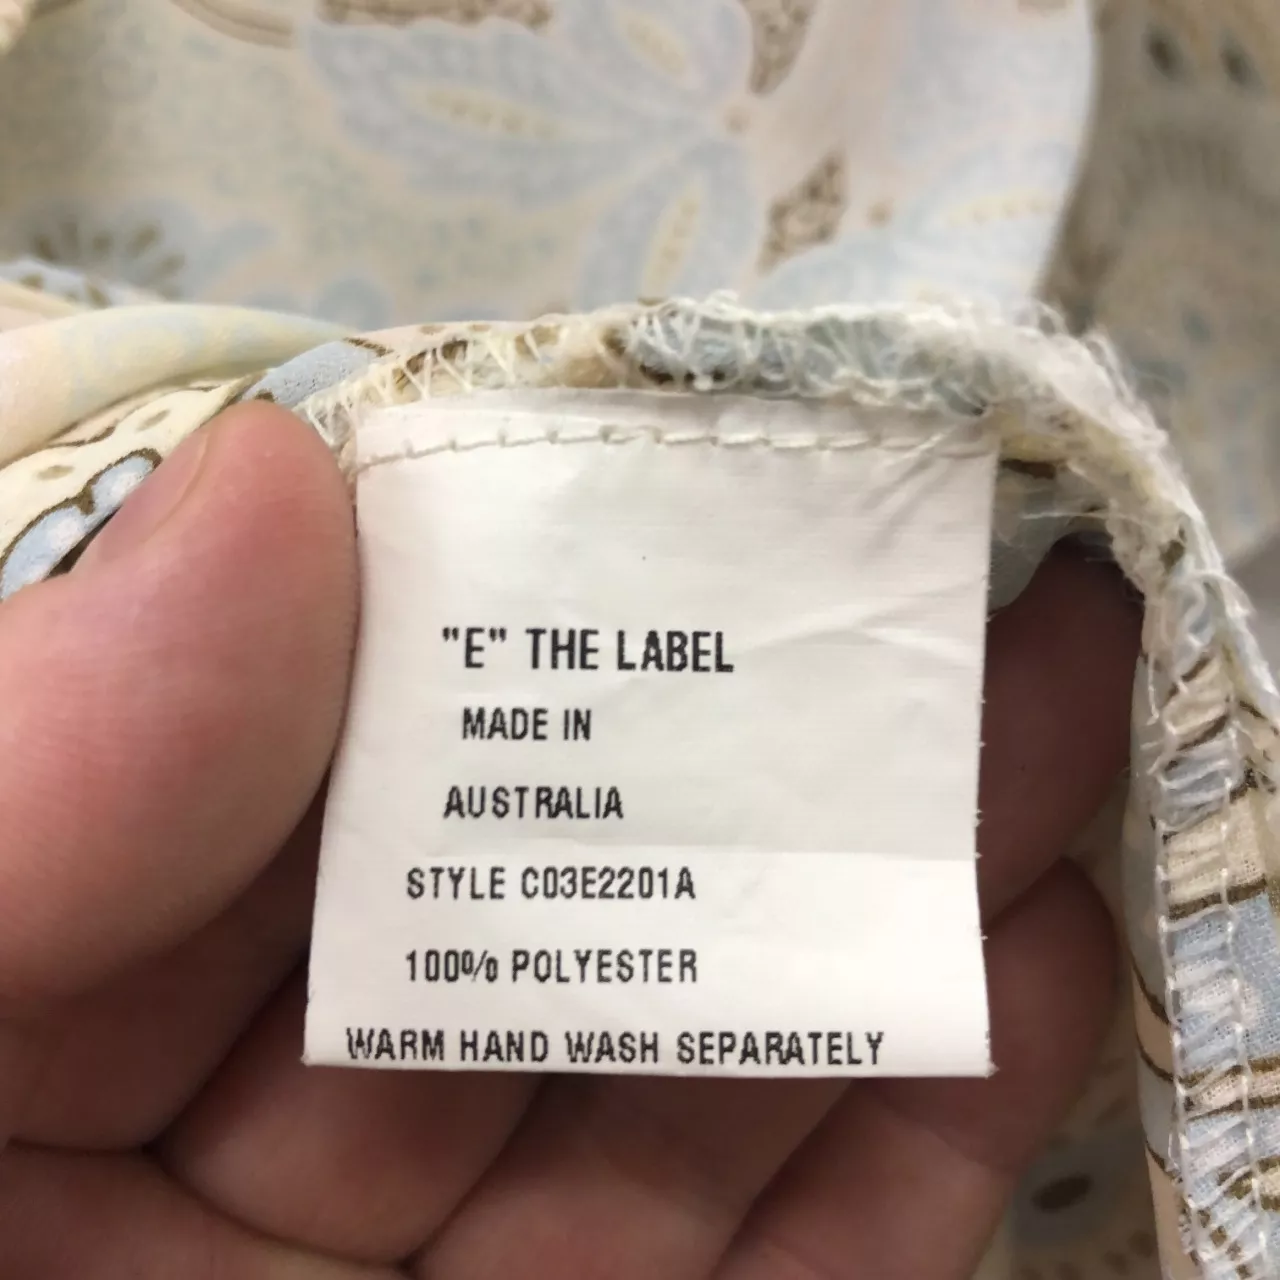 "E" THE LABEL
MADE IN
AUSTRALIA
STYLE C03E2201A
100% POLYESTER
WARM HAND WASH SEPARATELY